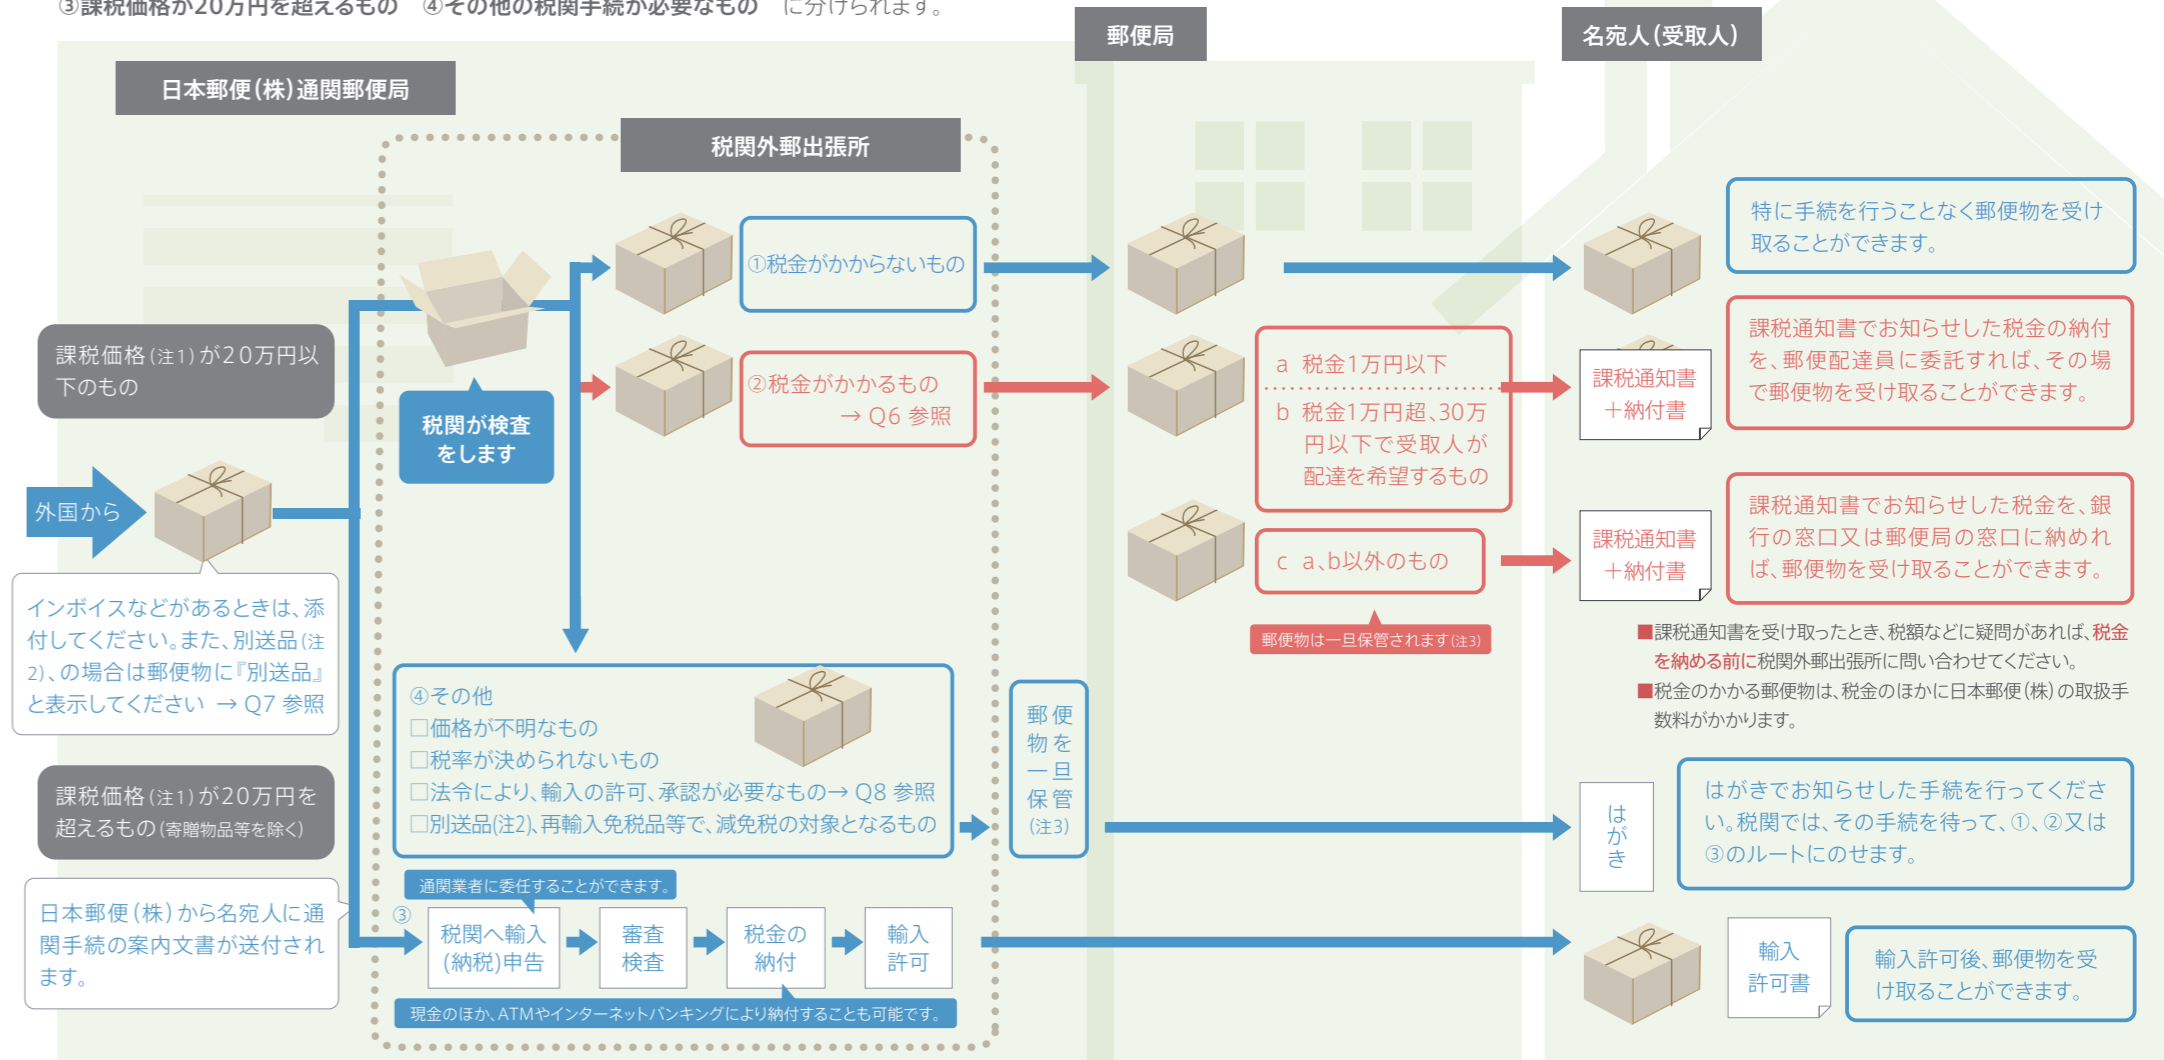 ③課税価格が20万円を超えるもの ④その他の税関手続が必要なもの に分けられます。
日本郵便(株)通関郵便局
郵便局
名宛人(受取人)
税関外郵出張所
課税価格(注1)が20万円以
下のもの
外国から
インボイスなどがあるときは、添
付してください。また、別送品(注
2)、の場合は郵便物に『別送品』
と表示してください → Q7 参照
課税価格(注1)が20万円を
超えるもの(寄贈物品等を除く)
日本郵便(株)から名宛人に通
関手続の案内文書が送付され
ます。
税関が検査
をします
①税金がかからないもの
②税金がかかるもの
→ Q6 参照
a 税金1万円以下
b 税金1万円超、30万
円以下で受取人が
配達を希望するもの
c a、b以外のもの
郵便物は一旦保管されます(注3)
特に手続を行うことなく郵便物を受け
取ることができます。
課税通知書
+納付書
課税通知書でお知らせした税金の納付
を、郵便配達員に委託すれば、その場
で郵便物を受け取ることができます。
課税通知書
+納付書
課税通知書でお知らせした税金を、銀
行の窓口又は郵便局の窓口に納めれ
ば、郵便物を受け取ることができます。
■課税通知書を受け取ったとき、税額などに疑問があれば、税金
を納める前に税関外郵出張所に問い合わせてください。
■税金のかかる郵便物は、税金のほかに日本郵便(株)の取扱手
数料がかかります。
④その他
□価格が不明なもの
□税率が決められないもの
□法令により、輸入の許可、承認が必要なもの→ Q8 参照
□別送品(注2)、再輸入免税品等で、減免税の対象となるもの
郵便
物を
一旦
保管
(注3)
はがき
はがきでお知らせした手続を行ってくださ
い。税関では、その手続を待って、①、②又は
③のルートにのせます。
通関業者に委任することができます。
③
税関へ輸入
(納税)申告
審査
検査
税金の
納付
輸入
許可
現金のほか、ATMやインターネットバンキングにより納付することも可能です。
輸入
許可書
輸入許可後、郵便物を受
け取ることができます。